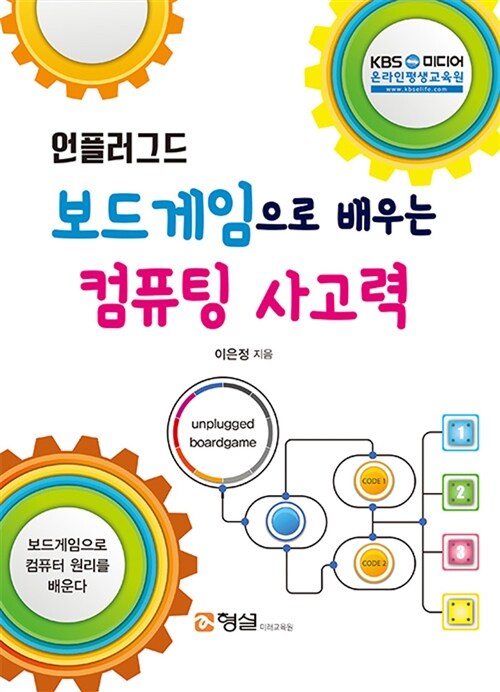 KBS 미디어
온라인평생교육원
www.kbselife.com
언플러그드
보드게임으로 배우는
컴퓨팅 사고력
이은정 지음
unplugged
boardgame
CODE 1
CODE 2
1
2
3
보드게임으로
컴퓨터 원리를
배운다
형설 미래교육원